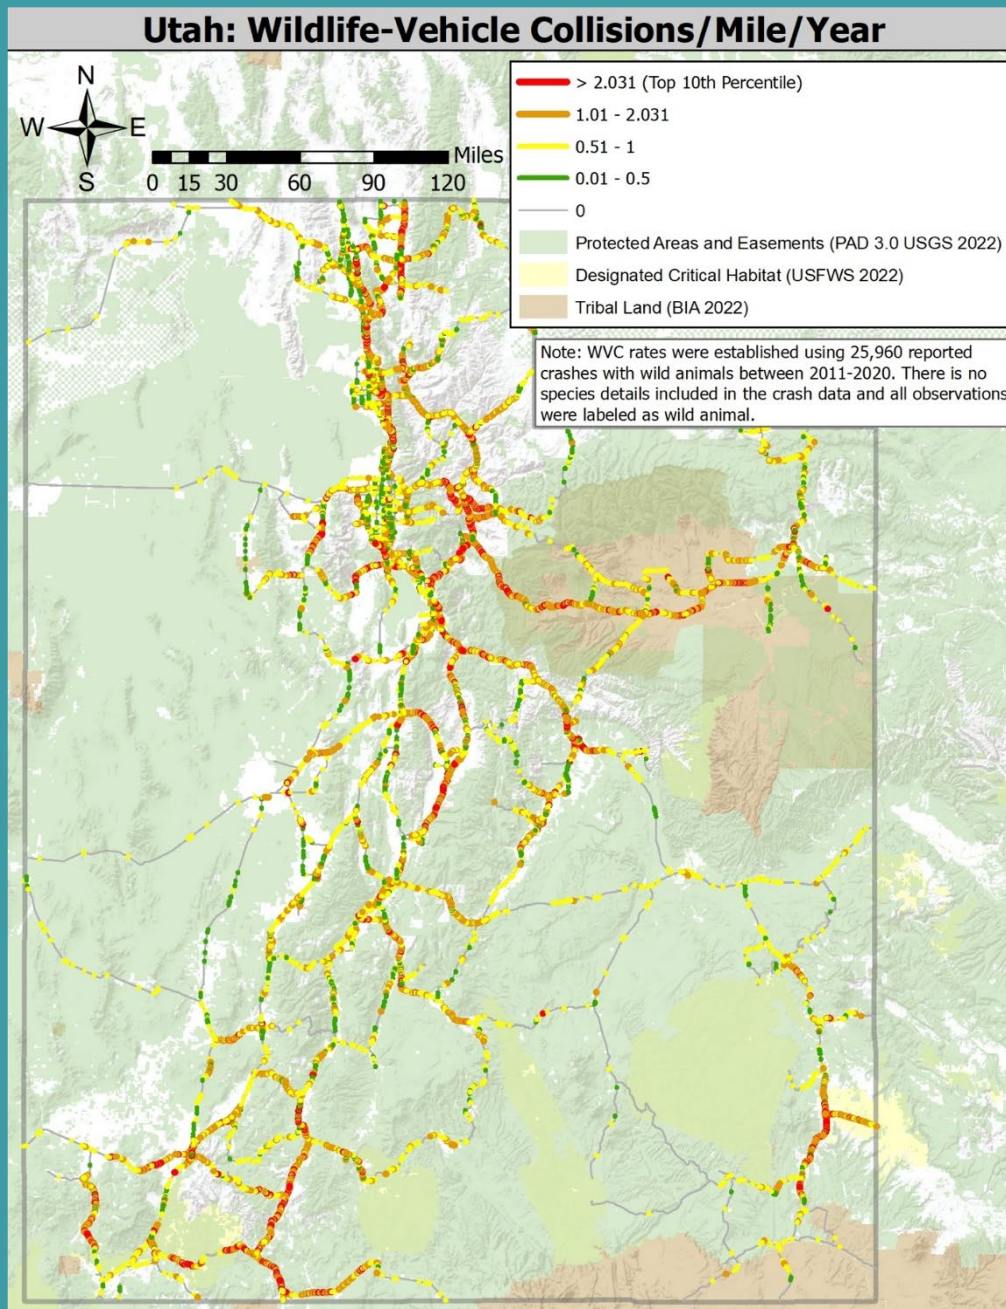 Utah: Wildlife-Vehicle Collisions/Mile/Year
N
W E
S
Miles
0 15 30 60 90 120
> 2.031 (Top 10th Percentile)
1.01 - 2.031
0.51 - 1
0.01 - 0.5
0
Protected Areas and Easements (PAD 3.0 USGS 2022)
Designated Critical Habitat (USFWS 2022)
Tribal Land (BIA 2022)
Note: WVC rates were established using 25,960 reported
crashes with wild animals between 2011-2020. There is no
species details included in the crash data and all observations
were labeled as wild animal.